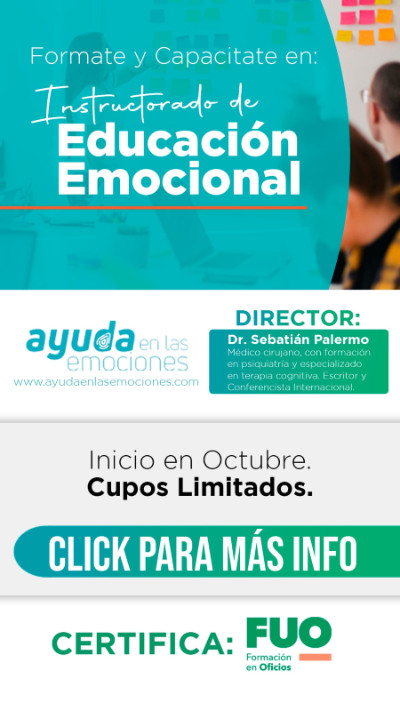 Formate y Capacitate en:
Instructorado de
Educación
Emocional
ayuda en las
emociones
www.ayudaenlasemociones.com
DIRECTOR:
Dr. Sebatián Palermo
Médico cirujano, con formación
en psiquiatría y especializado
en terapia cognitiva. Escritor y
Conferencista Internacional.
Inicio en Octubre.
Cupos Limitados.
CLICK PARA MÁS INFO
CERTIFICA:
FUO
Formación
en Oficios